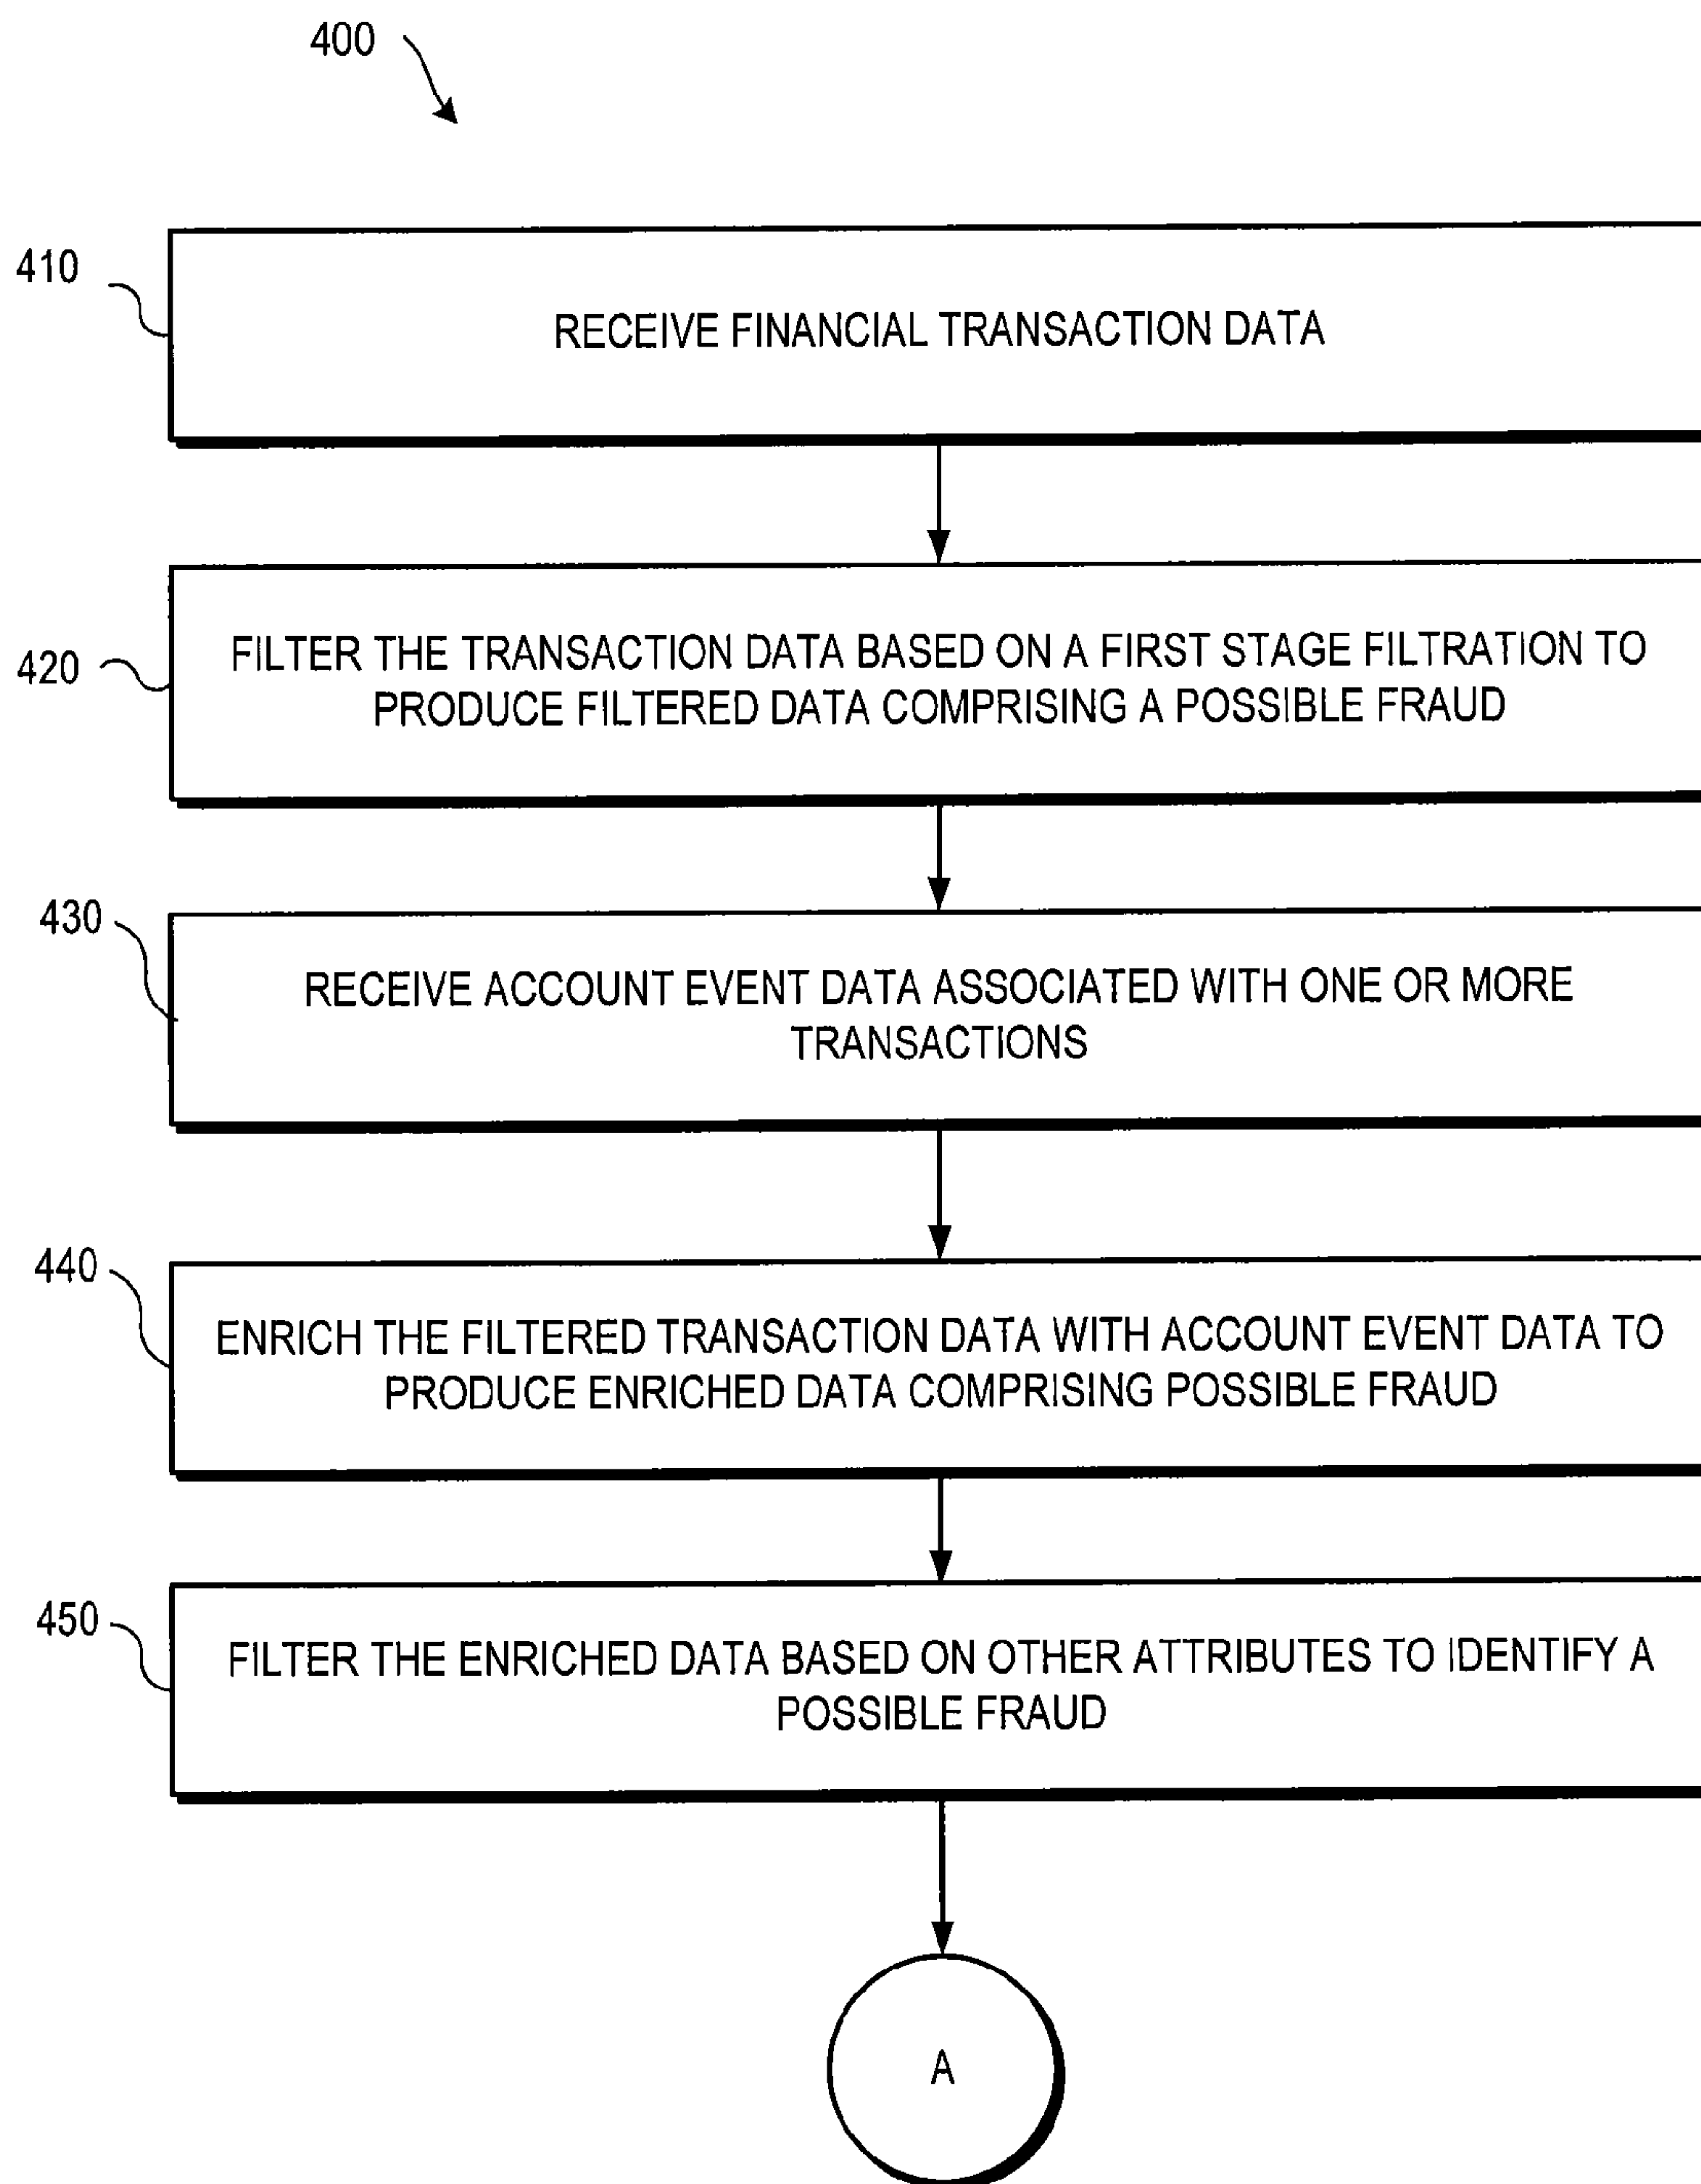 400
410
RECEIVE FINANCIAL TRANSACTION DATA
420
FILTER THE TRANSACTION DATA BASED ON A FIRST STAGE FILTRATION TO
PRODUCE FILTERED DATA COMPRISING A POSSIBLE FRAUD
430
RECEIVE ACCOUNT EVENT DATA ASSOCIATED WITH ONE OR MORE
TRANSACTIONS
440
ENRICH THE FILTERED TRANSACTION DATA WITH ACCOUNT EVENT DATA TO
PRODUCE ENRICHED DATA COMPRISING POSSIBLE FRAUD
450
FILTER THE ENRICHED DATA BASED ON OTHER ATTRIBUTES TO IDENTIFY A
POSSIBLE FRAUD
A